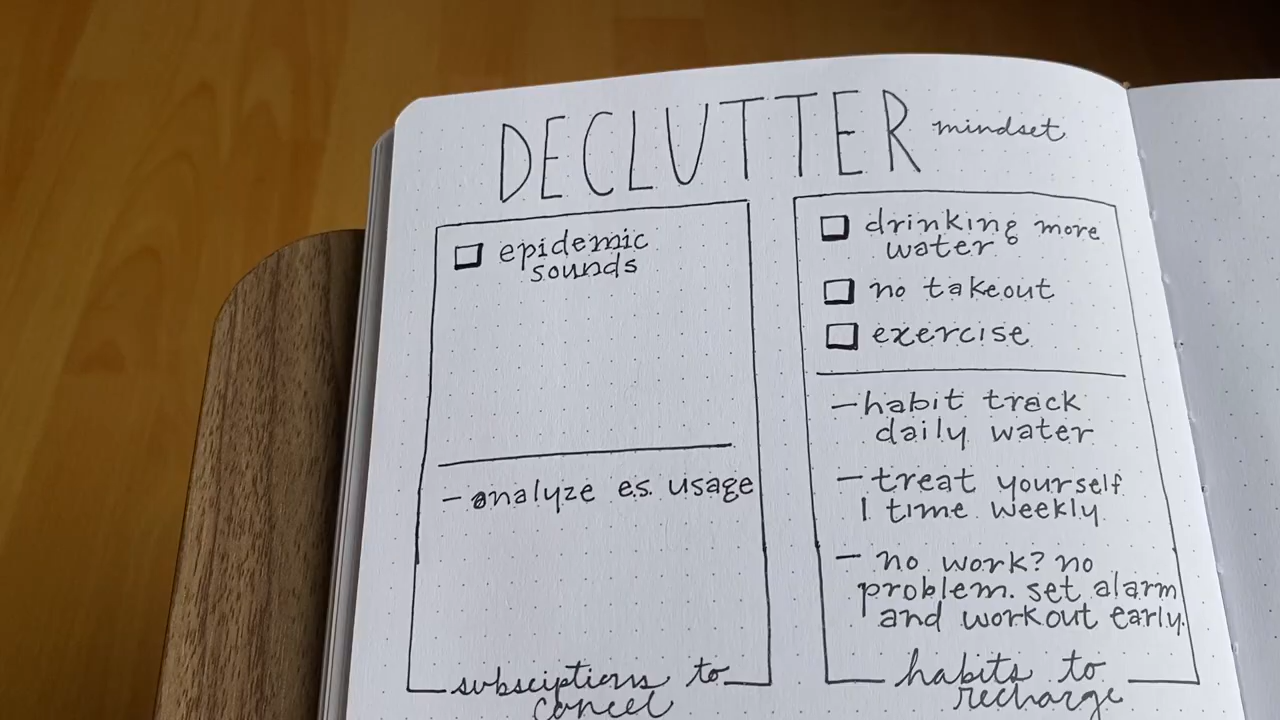 DECLUTTER mindset
epidemic
sounds
- analyze e.s. usage
subsciptions to
cancel
drinking more
water
no takeout
exercise
- habit track
daily water
- treat yourself
1 time weekly
- no work? no
problem. set alarm
and workout early.
habits to
recharge